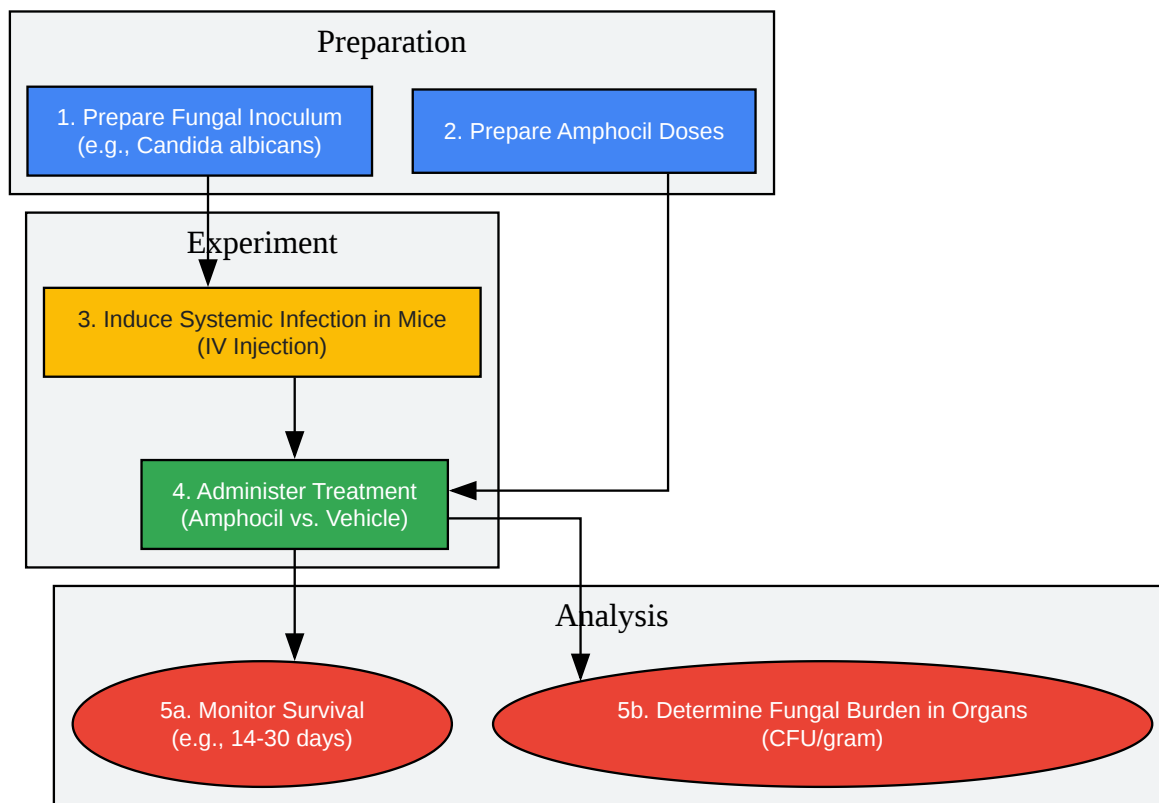 Preparation
1. Prepare Fungal Inoculum
(e.g., Candida albicans)
2. Prepare Amphocil Doses
Experiment
3. Induce Systemic Infection in Mice
(IV Injection)
4. Administer Treatment
(Amphocil vs. Vehicle)
Analysis
5a. Monitor Survival
(e.g., 14-30 days)
5b. Determine Fungal Burden in Organs
(CFU/gram)